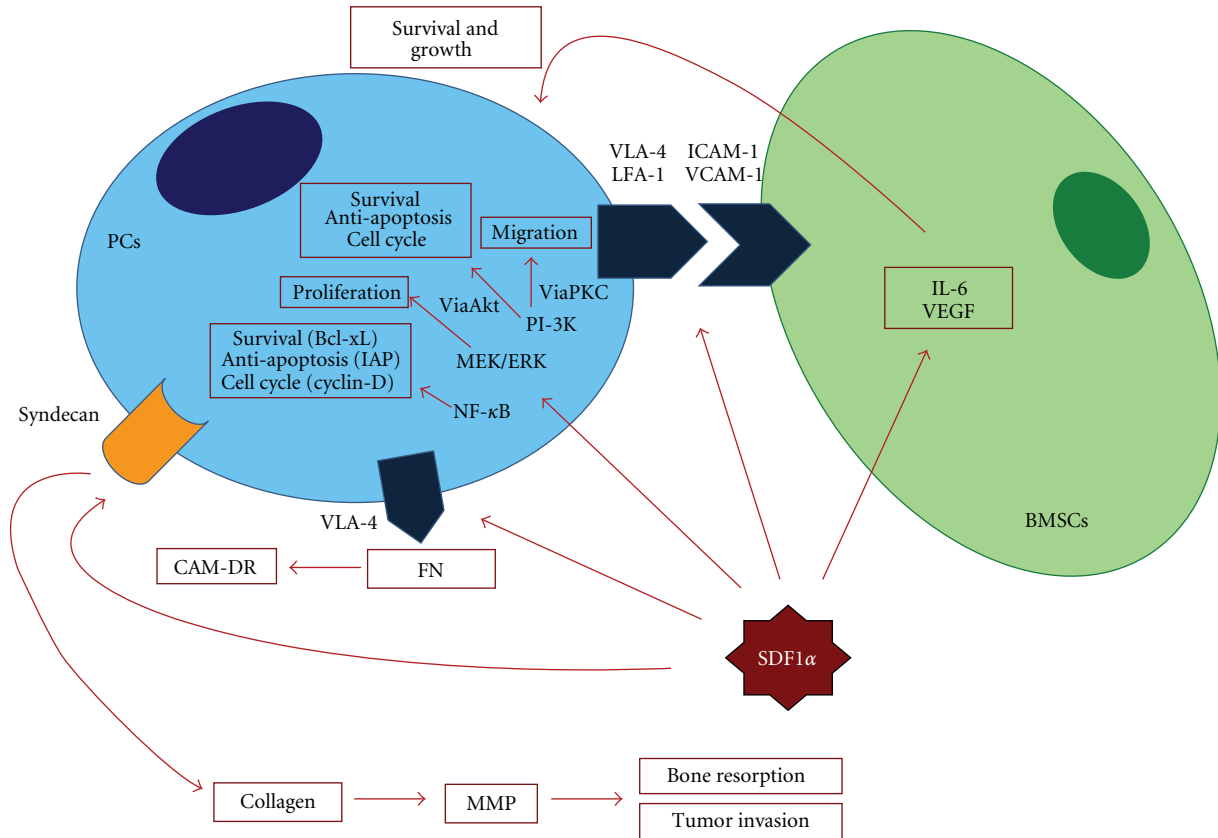 Survival and
growth
VLA-4
LFA-1
ICAM-1
VCAM-1
PCs
Survival
Anti-apoptosis
Cell cycle
Migration
Proliferation
ViaAkt
ViaPKC
PI-3K
Survival (Bcl-xL)
Anti-apoptosis (IAP)
Cell cycle (cyclin-D)
MEK/ERK
NF-κB
IL-6
VEGF
Syndecan
VLA-4
BMSCs
CAM-DR
FN
SDF1α
Collagen
MMP
Bone resorption
Tumor invasion